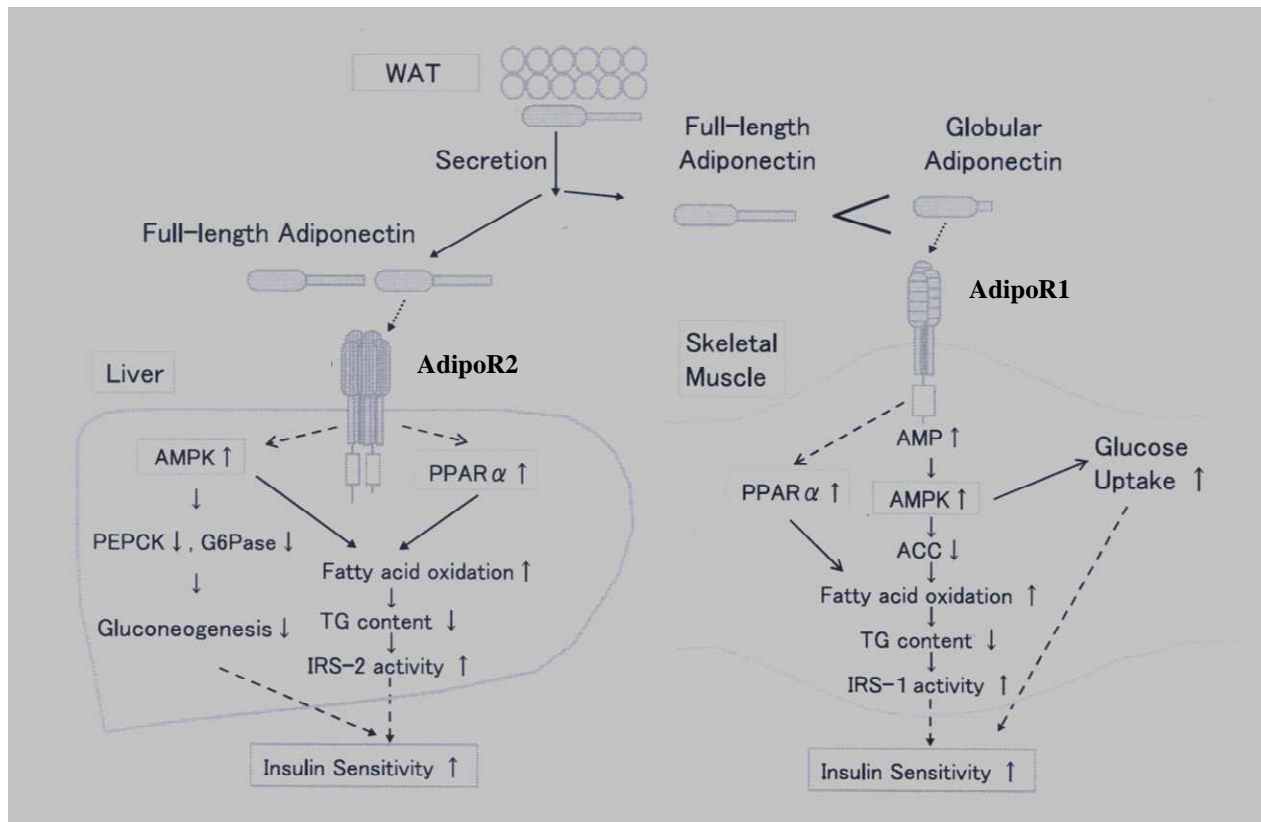 WAT
Secretion
Full-length
Adiponectin
Globular
Adiponectin
Full-length Adiponectin
AdipoR1
AdipoR2
Liver
Skeletal
Muscle
AMPK ↑
PPARα ↑
PEPCK ↓, G6Pase ↓
Fatty acid oxidation ↑
Gluconeogenesis ↓
TG content ↓
IRS-2 activity ↑
Insulin Sensitivity ↑
AMP ↑
Glucose
Uptake ↑
PPARα ↑
AMPK ↑
ACC ↓
Fatty acid oxidation ↑
TG content ↓
IRS-1 activity ↑
Insulin Sensitivity ↑